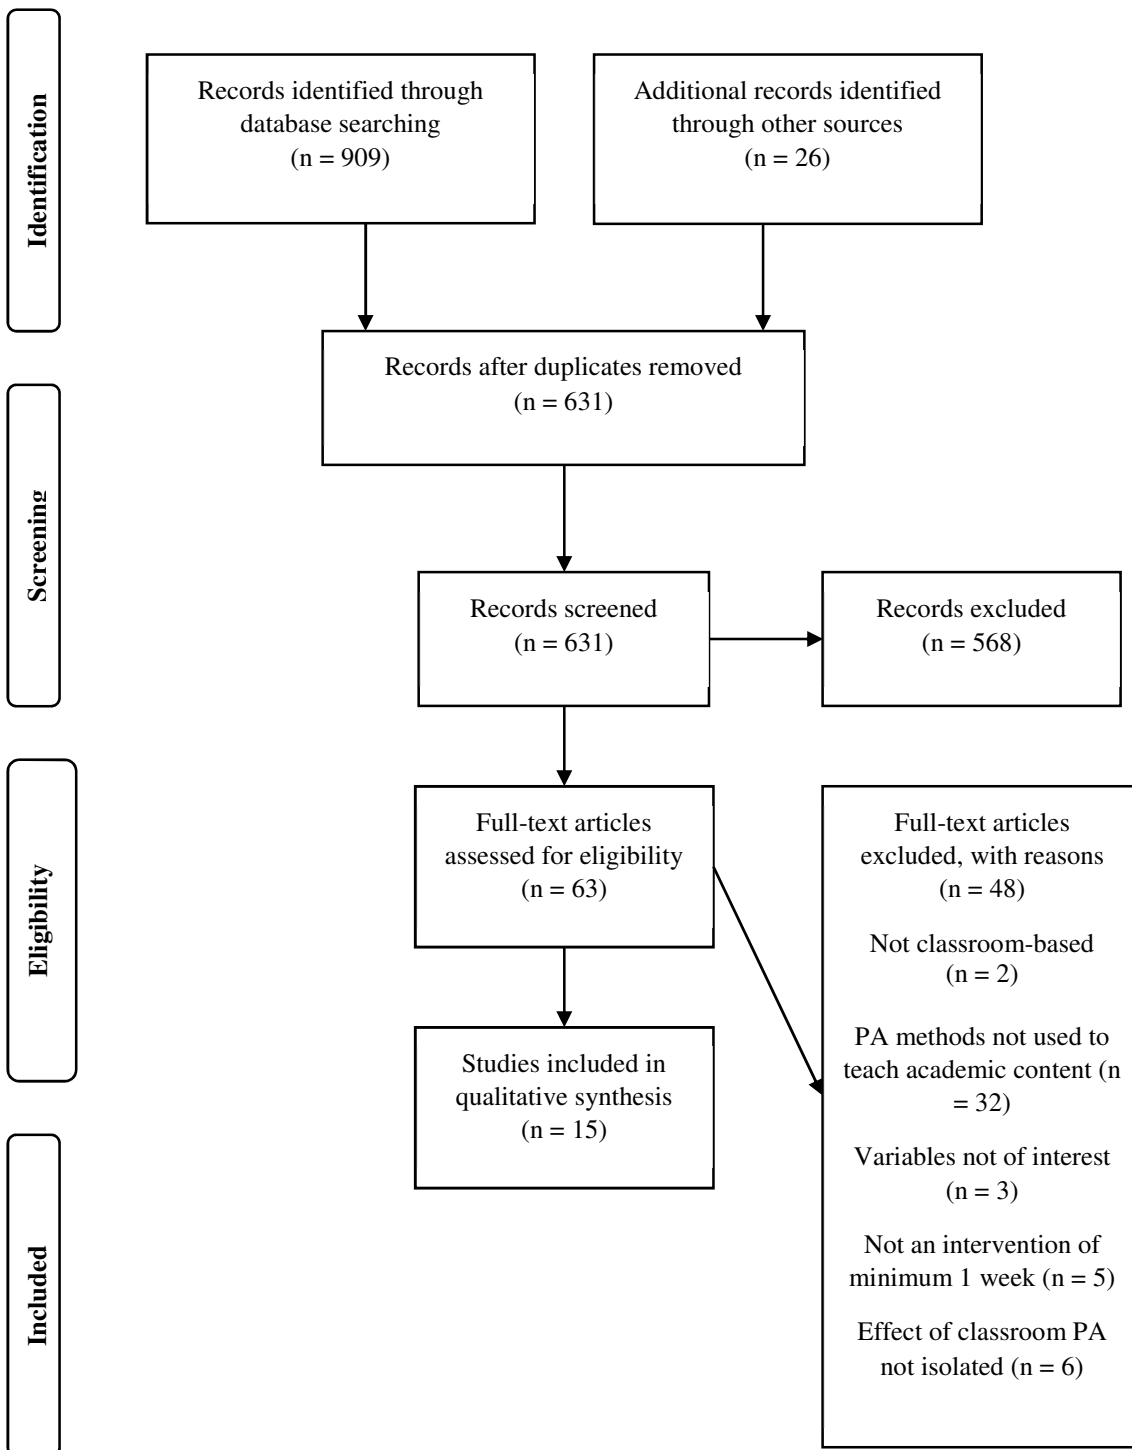 Identification
Records identified through
database searching
(n = 909)
Additional records identified
through other sources
(n = 26)
Records after duplicates removed
(n = 631)
Screening
Records screened
(n = 631)
Records excluded
(n = 568)
Eligibility
Full-text articles
assessed for eligibility
(n = 63)
Full-text articles
excluded, with reasons
(n = 48)
Not classroom-based
(n = 2)
PA methods not used to
teach academic content (n
= 32)
Variables not of interest
(n = 3)
Not an intervention of
minimum 1 week (n = 5)
Effect of classroom PA
not isolated (n = 6)
Studies included in
qualitative synthesis
(n = 15)
Included